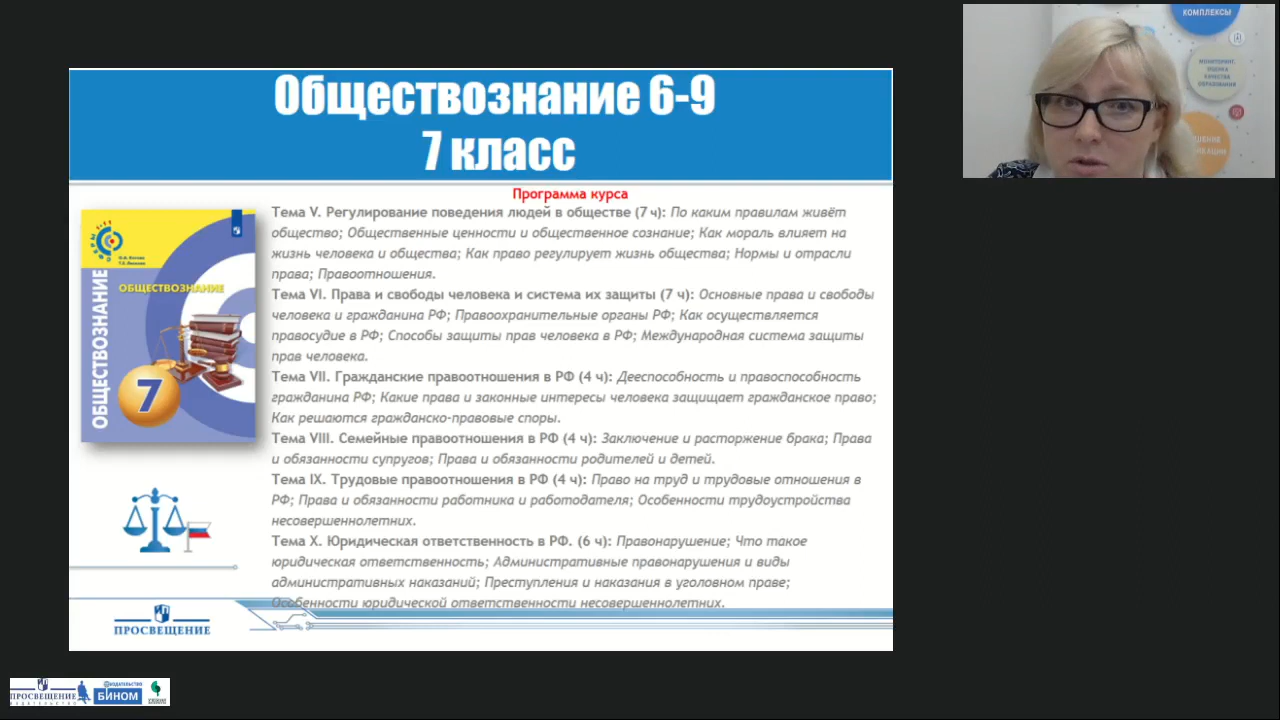 Обществознание 6-9
7 класс
Программа курса
Тема V. Регулирование поведения людей в обществе (7 ч): По каким правилам живёт
общество; Общественные ценности и общественное сознание; Как мораль влияет на
жизнь человека и общества; Как право регулирует жизнь общества; Нормы и отрасли
права; Правоотношения.
Тема VI. Права и свободы человека и система их защиты (7 ч): Основные права и свободы
человека и гражданина РФ; Правоохранительные органы РФ; Как осуществляется
правосудие в РФ; Способы защиты прав человека в РФ; Международная система защиты
прав человека.
Тема VII. Гражданские правоотношения в РФ (4 ч): Дееспособность и правоспособность
гражданина РФ; Какие права и законные интересы человека защищает гражданское право;
Как решаются гражданско-правовые споры.
Тема VIII. Семейные правоотношения в РФ (4 ч): Заключение и расторжение брака; Права
и обязанности супругов; Права и обязанности родителей и детей.
Тема IX. Трудовые правоотношения в РФ (4 ч): Право на труд и трудовые отношения в
РФ; Права и обязанности работника и работодателя; Особенности трудоустройства
несовершеннолетних.
Тема X. Юридическая ответственность в РФ. (6 ч): Правонарушение; Что такое
юридическая ответственность; Административные правонарушения и виды
административных наказаний; Преступления и наказания в уголовном праве;
Особенности юридической ответственности несовершеннолетних.
ОБЩЕСТВОЗНАНИЕ
ОБЩЕСТВОЗНАНИЕ
7
ПРОСВЕЩЕНИЕ
КОМПЛЕКСЫ
МОНИТОРИНГ,
ОЦЕНКА
КАЧЕСТВА
ОБРАЗОВАНИЯ
ПРОСВЕЩЕНИЕ
ИЗДАТЕЛЬСТВО
ИЗДАТЕЛЬСТВО
БИНОМ